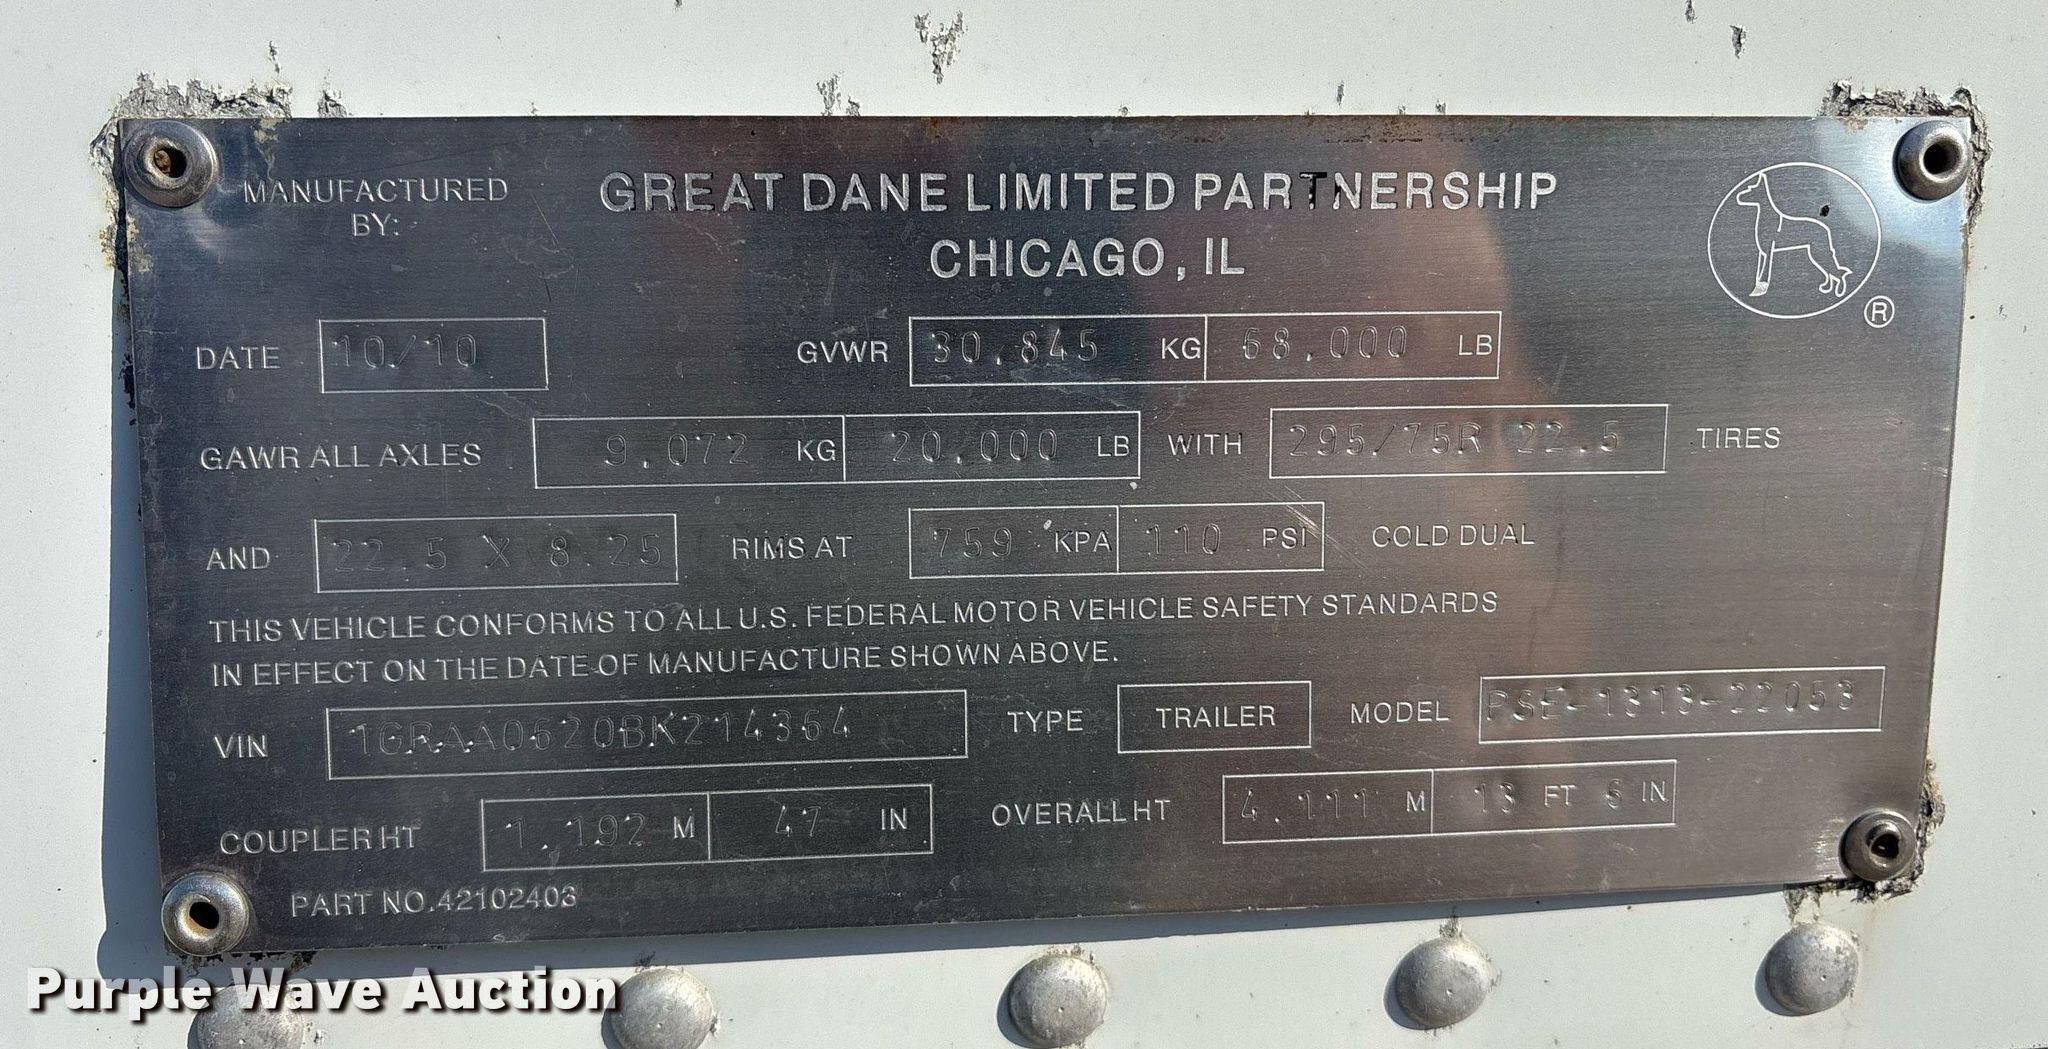 MANUFACTURED BY: GREAT DANE LIMITED PARTNERSHIP
CHICAGO, IL
®
DATE 10/10 GVWR 30,845 KG 68,000 LB
GAWR ALL AXLES 9,072 KG 20,000 LB WITH 295/75R 22.5 TIRES
AND 22.5 X 8.25 RIMS AT 759 KPA 110 PSI COLD DUAL
THIS VEHICLE CONFORMS TO ALL U.S. FEDERAL MOTOR VEHICLE SAFETY STANDARDS
IN EFFECT ON THE DATE OF MANUFACTURE SHOWN ABOVE.
VIN 1GRAA0620BK214364 TYPE TRAILER MODEL PSE-1313-22053
COUPLER HT 1.192 M 47 IN OVERALL HT 4.111 M 13 FT 6 IN
PART NO.42102403
Purple Wave Auction